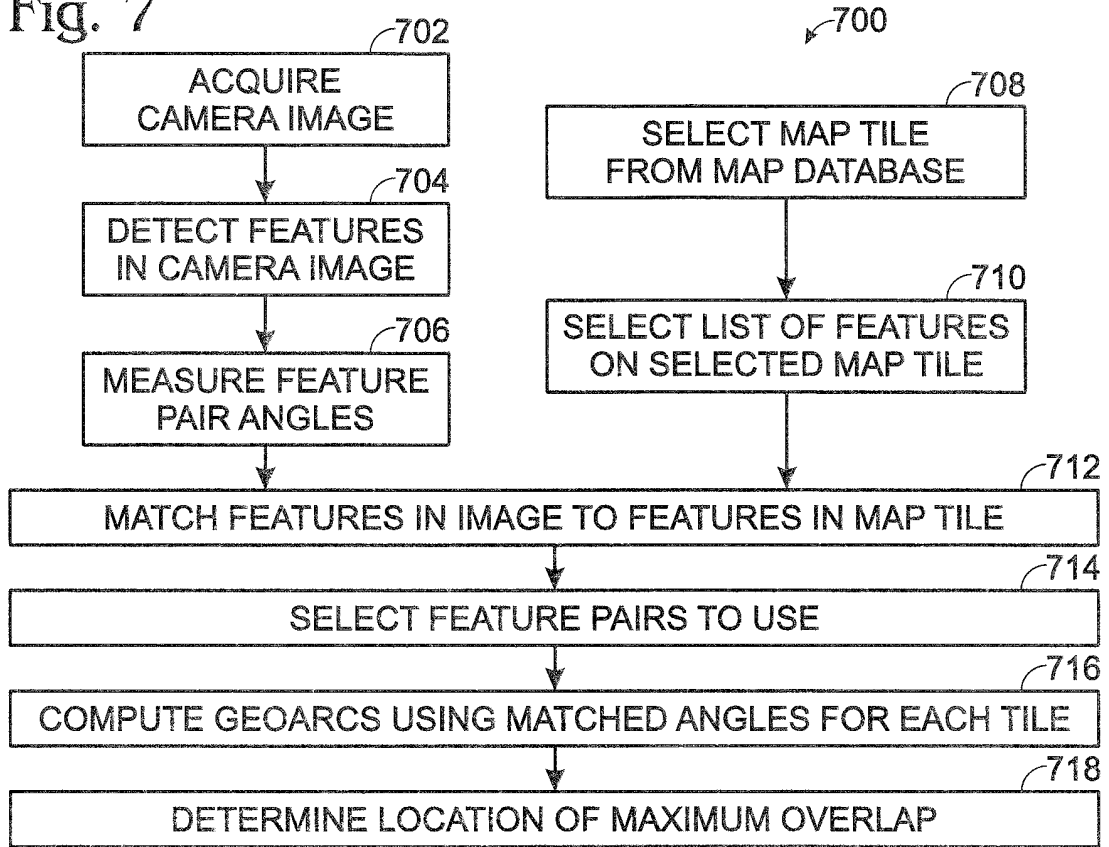 Fig. 7
700
702
ACQUIRE
CAMERA IMAGE
704
DETECT FEATURES
IN CAMERA IMAGE
706
MEASURE FEATURE
PAIR ANGLES
708
SELECT MAP TILE
FROM MAP DATABASE
710
SELECT LIST OF FEATURES
ON SELECTED MAP TILE
712
MATCH FEATURES IN IMAGE TO FEATURES IN MAP TILE
714
SELECT FEATURE PAIRS TO USE
716
COMPUTE GEOARCS USING MATCHED ANGLES FOR EACH TILE
718
DETERMINE LOCATION OF MAXIMUM OVERLAP